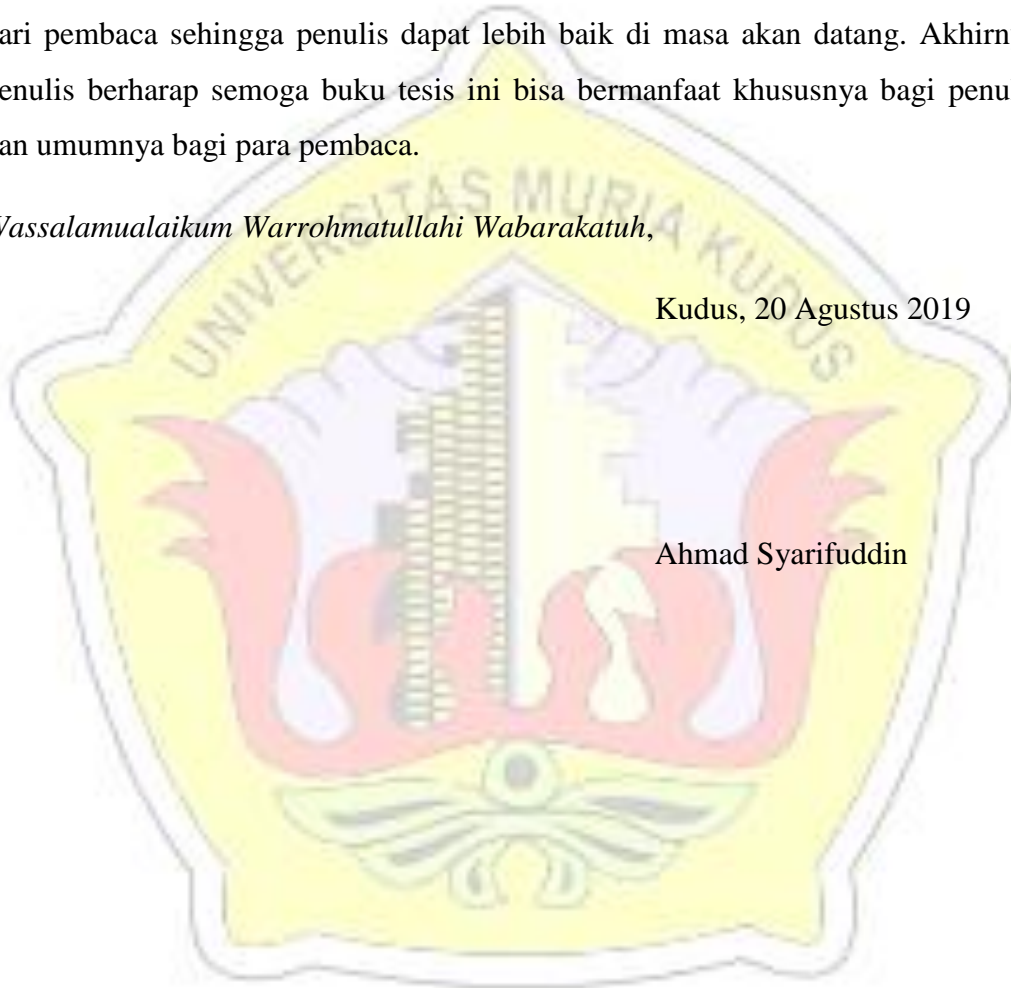 ari pembaca sehingga penulis dapat lebih baik di masa akan datang. Akhirn
enulis berharap semoga buku tesis ini bisa bermanfaat khususnya bagi penu
an umumnya bagi para pembaca.
UNIVERSITAS MURIA KUDUS
Wassalamualaikum Warrohmatullahi Wabarakatuh,
Kudus, 20 Agustus 2019
Ahmad Syarifuddin